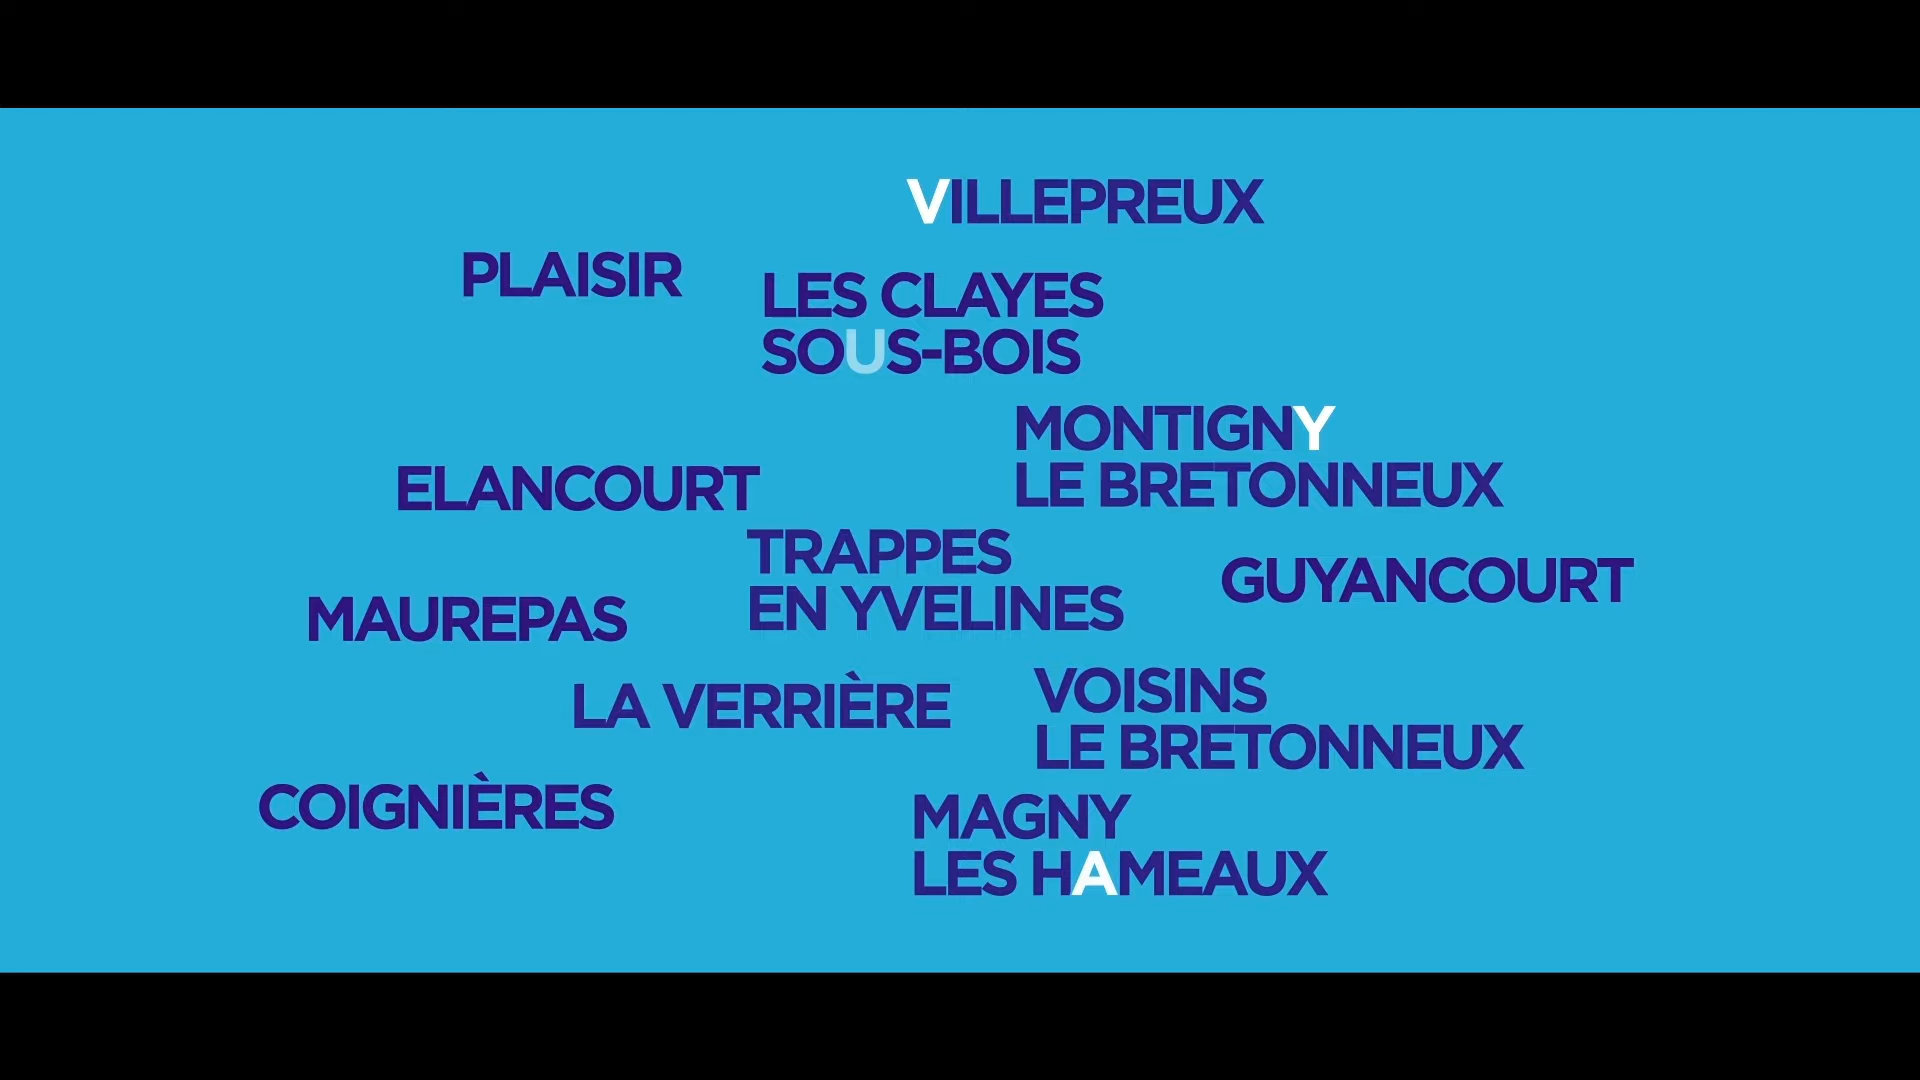 VILLEPREUX
PLAISIR
LES CLAYES
SOUS-BOIS
MONTIGNY
LE BRETONNEUX
ELANCOURT
TRAPPES
EN YVELINES
GUYANCOURT
MAUREPAS
LA VERRIÈRE
VOISINS
LE BRETONNEUX
COIGNIÈRES
MAGNY
LES HAMEAUX